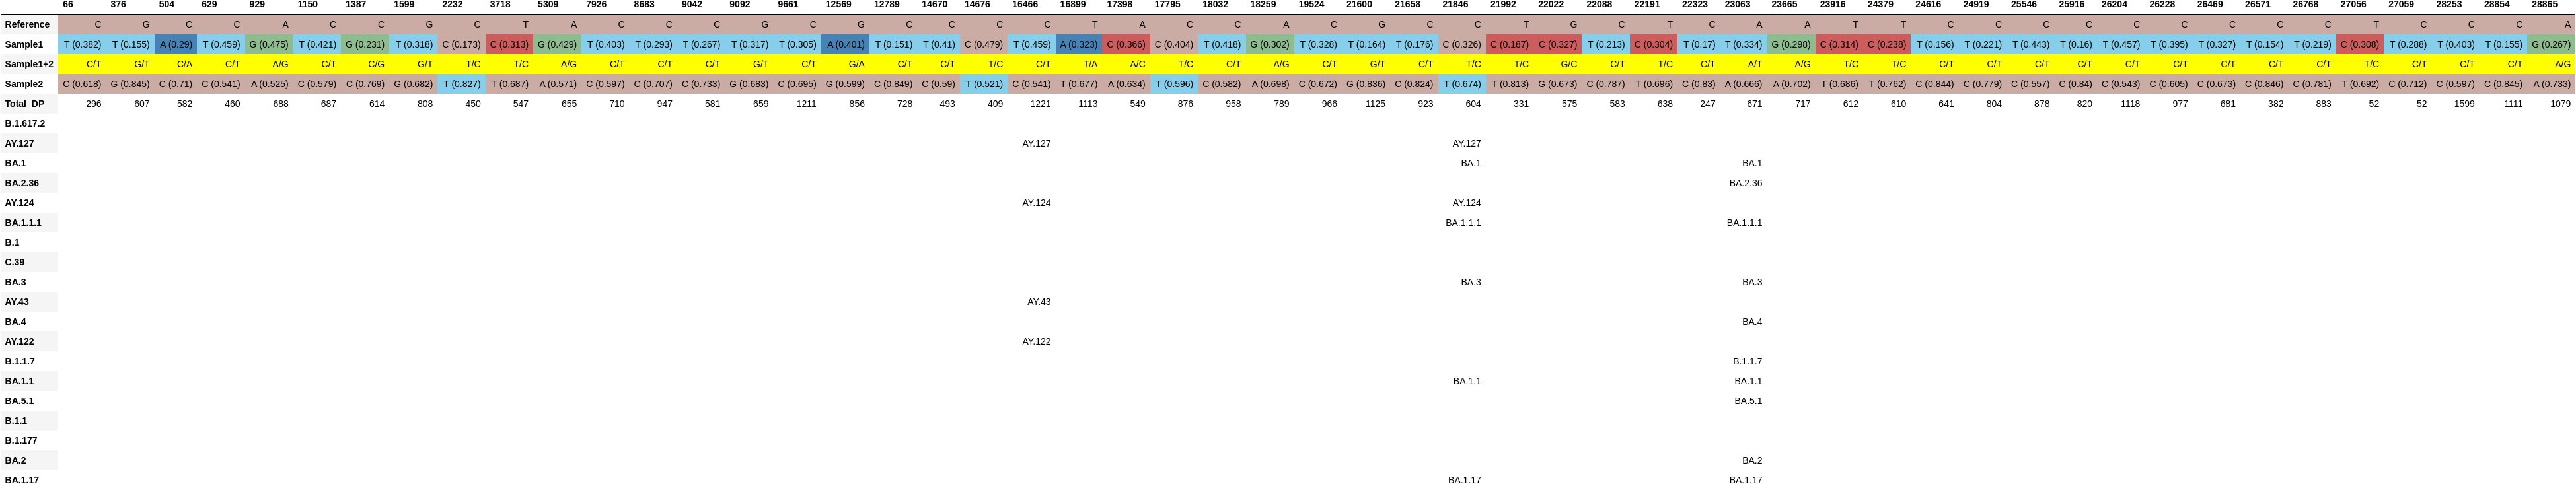 66 376 504 629 929 1150 1387 1599 2232 3718 5309 7926 8683 9042 9092 9661 12569 12789 14670 14676 16466 16899 17398 17795 18032 18259 19524 21600 21658 21846 21992 22022 22088 22191 22323 23063 23665 23916 24379 24616 24919 25546 25916 26204 26228 26469 26571 26768 27056 27059 28253 28854 28865
Reference C G C C A C C G C T A C C C G C G C C C C T A C C A C G C C T G C T C A A T T C C C C C C C C C T C C C A
Sample1 T (0.382) T (0.155) A (0.29) T (0.459) G (0.475) T (0.421) G (0.231) T (0.318) C (0.173) C (0.313) G (0.429) T (0.403) T (0.293) T (0.267) T (0.317) T (0.305) A (0.401) T (0.151) T (0.41) C (0.479) T (0.459) A (0.323) C (0.366) C (0.404) T (0.418) G (0.302) T (0.328) T (0.164) T (0.176) C (0.326) C (0.187) C (0.327) T (0.213) C (0.304) T (0.17) T (0.334) G (0.298) C (0.314) C (0.238) T (0.156) T (0.221) T (0.443) T (0.16) T (0.457) T (0.395) T (0.327) T (0.154) T (0.219) C (0.308) T (0.288) T (0.403) T (0.155) G (0.267)
Sample1+2 C/T G/T C/A C/T A/G C/T C/G G/T T/C T/C A/G C/T C/T C/T G/T C/T G/A C/T C/T T/C C/T T/A A/C T/C C/T A/G C/T G/T C/T T/C T/C G/C C/T T/C C/T A/T A/G T/C T/C C/T C/T C/T C/T C/T C/T C/T C/T C/T T/C C/T C/T C/T A/G
Sample2 C (0.618) G (0.845) C (0.71) C (0.541) A (0.525) C (0.579) C (0.769) G (0.682) T (0.827) T (0.687) A (0.571) C (0.597) C (0.707) C (0.733) G (0.683) C (0.695) G (0.599) C (0.849) C (0.59) T (0.521) C (0.541) T (0.677) A (0.634) T (0.596) C (0.582) A (0.698) C (0.672) G (0.836) C (0.824) T (0.674) T (0.813) G (0.673) C (0.787) T (0.696) C (0.83) A (0.666) A (0.702) T (0.686) T (0.762) C (0.844) C (0.779) C (0.557) C (0.84) C (0.543) C (0.605) C (0.673) C (0.846) C (0.781) T (0.692) C (0.712) C (0.597) C (0.845) A (0.733)
Total_DP 296 607 582 460 688 687 614 808 450 547 655 710 947 581 659 1211 856 728 493 409 1221 1113 549 876 958 789 966 1125 923 604 331 575 583 638 247 671 717 612 610 641 804 878 820 1118 977 681 382 883 52 52 1599 1111 1079
B.1.617.2
AY.127 AY.127 AY.127
BA.1 BA.1 BA.1
BA.2.36 BA.2.36
AY.124 AY.124 AY.124
BA.1.1.1 BA.1.1.1 BA.1.1.1
B.1
C.39
BA.3 BA.3 BA.3
AY.43 AY.43
BA.4 BA.4
AY.122 AY.122
B.1.1.7 B.1.1.7
BA.1.1 BA.1.1 BA.1.1
BA.5.1 BA.5.1
B.1.1
B.1.177
BA.2 BA.2
BA.1.17 BA.1.17 BA.1.17